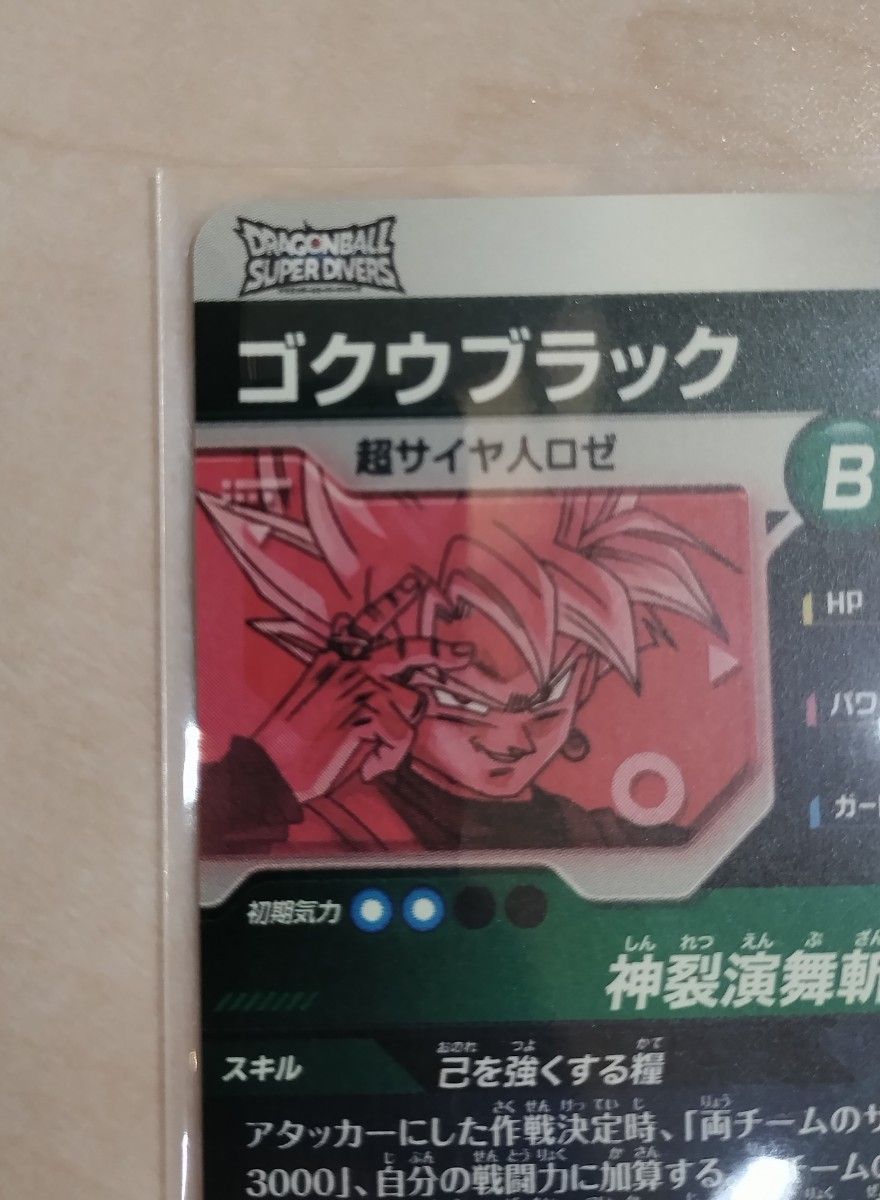 DRAGONBALL
SUPER DIVERS
ゴクウブラック
超サイヤ人ロゼ
B
HP
パワ
ガード
初期気力
しん れつ えん ぶ ざん
神裂演舞斬
スキル
おのれ つよ かて
己を強くする糧
さく せん けっ てい じ りょう
アタッカーにした作戦決定時、「両チームのサ
じ ぶん せん とう りょく か さん
3000」、自分の戦闘力に加算する。
チームの